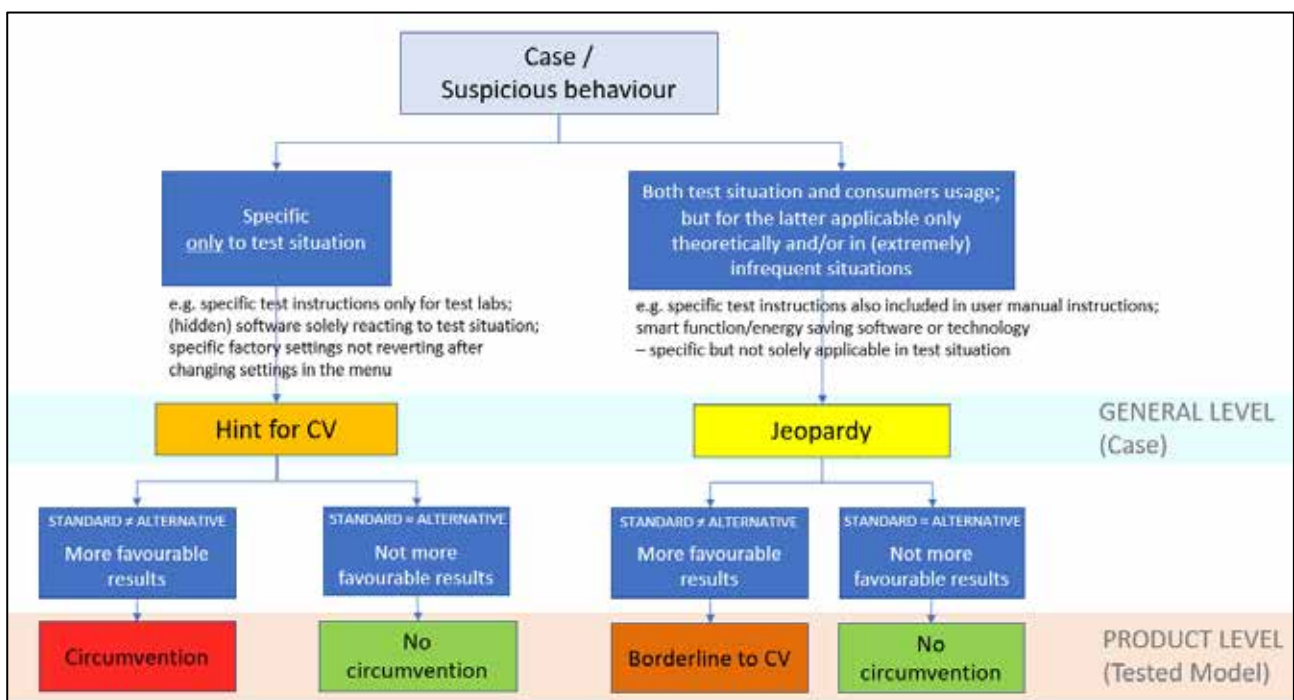 Case /
Suspicious behaviour
Specific
only to test situation
Both test situation and consumers usage;
but for the latter applicable only
theoretically and/or in (extremely)
infrequent situations
e.g. specific test instructions only for test labs;
(hidden) software solely reacting to test situation;
specific factory settings not reverting after
changing settings in the menu
e.g. specific test instructions also included in user manual instructions;
smart function/energy saving software or technology
– specific but not solely applicable in test situation
Hint for CV
Jeopardy
GENERAL LEVEL
(Case)
STANDARD ≠ ALTERNATIVE
More favourable
results
STANDARD = ALTERNATIVE
Not more
favourable results
STANDARD ≠ ALTERNATIVE
More favourable
results
STANDARD = ALTERNATIVE
Not more
favourable results
Circumvention
No
circumvention
Borderline to CV
No
circumvention
PRODUCT LEVEL
(Tested Model)